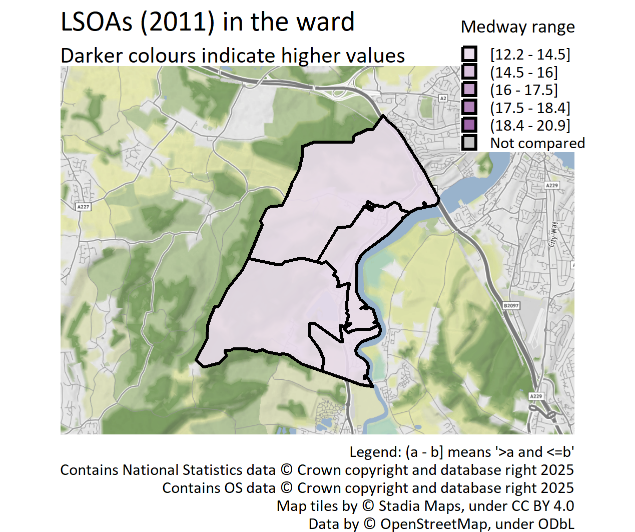 LSOAs (2011) in the ward
Darker colours indicate higher values
Medway range
[12.2 - 14.5]
(14.5 - 16]
(16 - 17.5]
(17.5 - 18.4]
(18.4 - 20.9]
Not compared
A2
A229
A227
City Way
B2097
A229
Legend: (a - b] means '>a and <=b'
Contains National Statistics data © Crown copyright and database right 2025
Contains OS data © Crown copyright and database right 2025
Map tiles by © Stadia Maps, under CC BY 4.0
Data by © OpenStreetMap, under ODbL